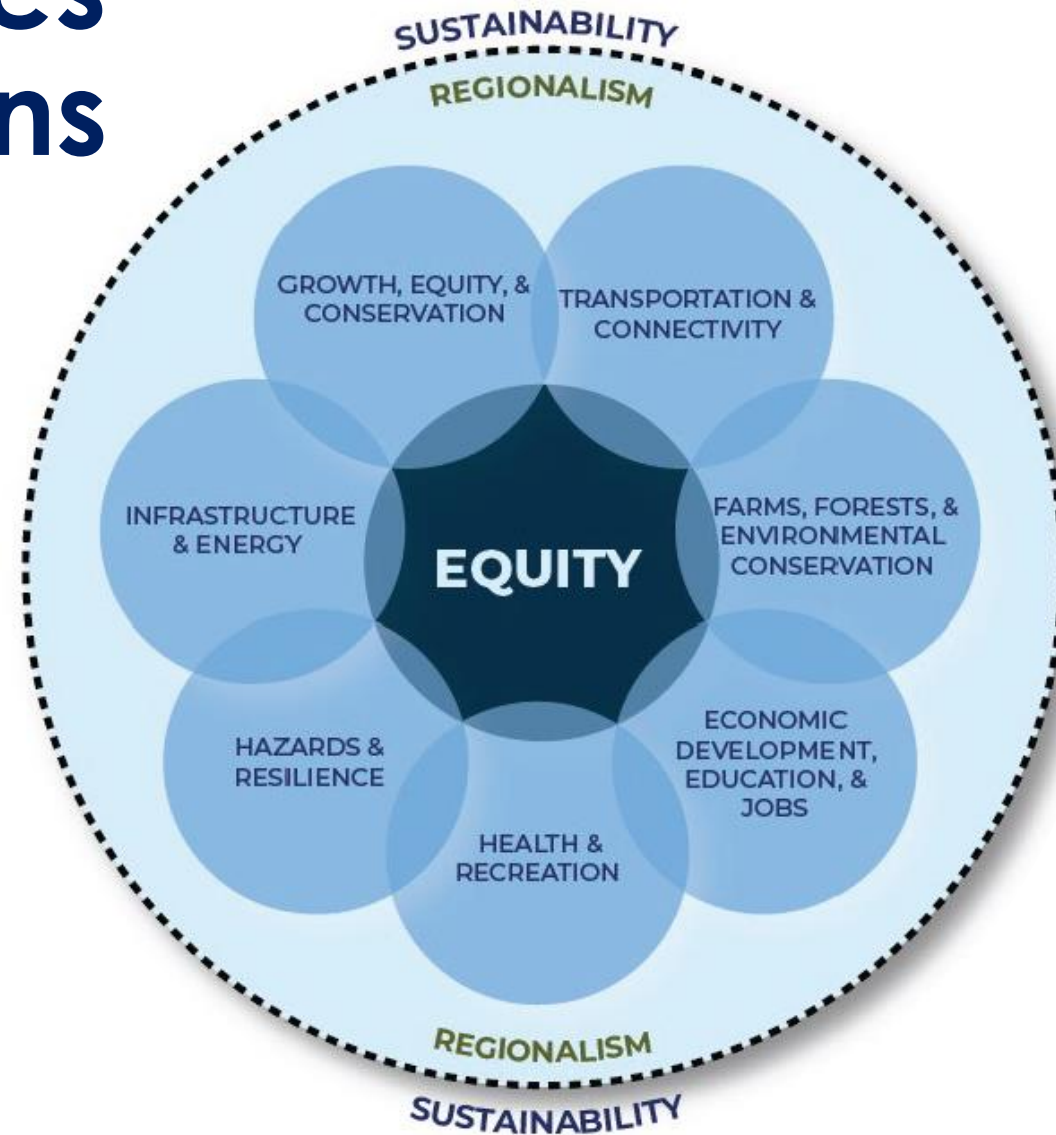 SUSTAINABILITY
REGIONALISM
GROWTH, EQUITY, &
CONSERVATION
TRANSPORTATION &
CONNECTIVITY
INFRASTRUCTURE
& ENERGY
EQUITY
FARMS, FORESTS, &
ENVIRONMENTAL
CONSERVATION
HAZARDS &
RESILIENCE
ECONOMIC
DEVELOPMENT,
EDUCATION, &
JOBS
HEALTH &
RECREATION
REGIONALISM
SUSTAINABILITY